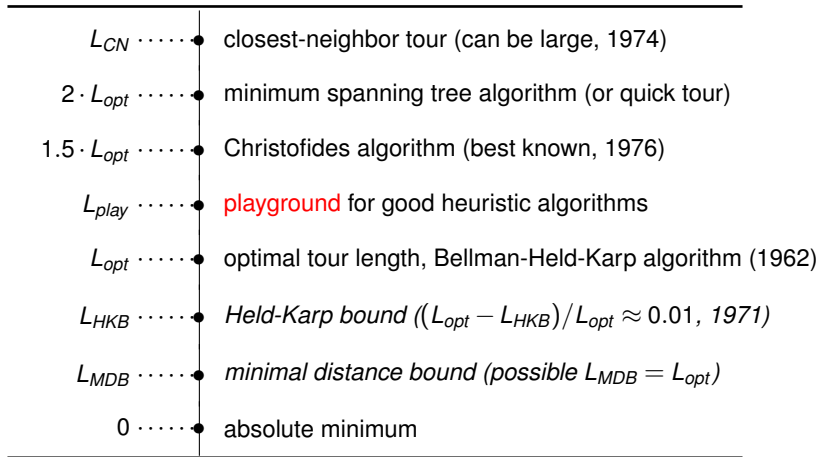 L_CN ······ closest-neighbor tour (can be large, 1974)
2 · L_opt ······ minimum spanning tree algorithm (or quick tour)
1.5 · L_opt ······ Christofides algorithm (best known, 1976)
L_play ······ playground for good heuristic algorithms
L_opt ······ optimal tour length, Bellman-Held-Karp algorithm (1962)
L_HKB ······ Held-Karp bound ((L_opt − L_HKB)/L_opt ≈ 0.01, 1971)
L_MDB ······ minimal distance bound (possible L_MDB = L_opt)
0 ······ absolute minimum